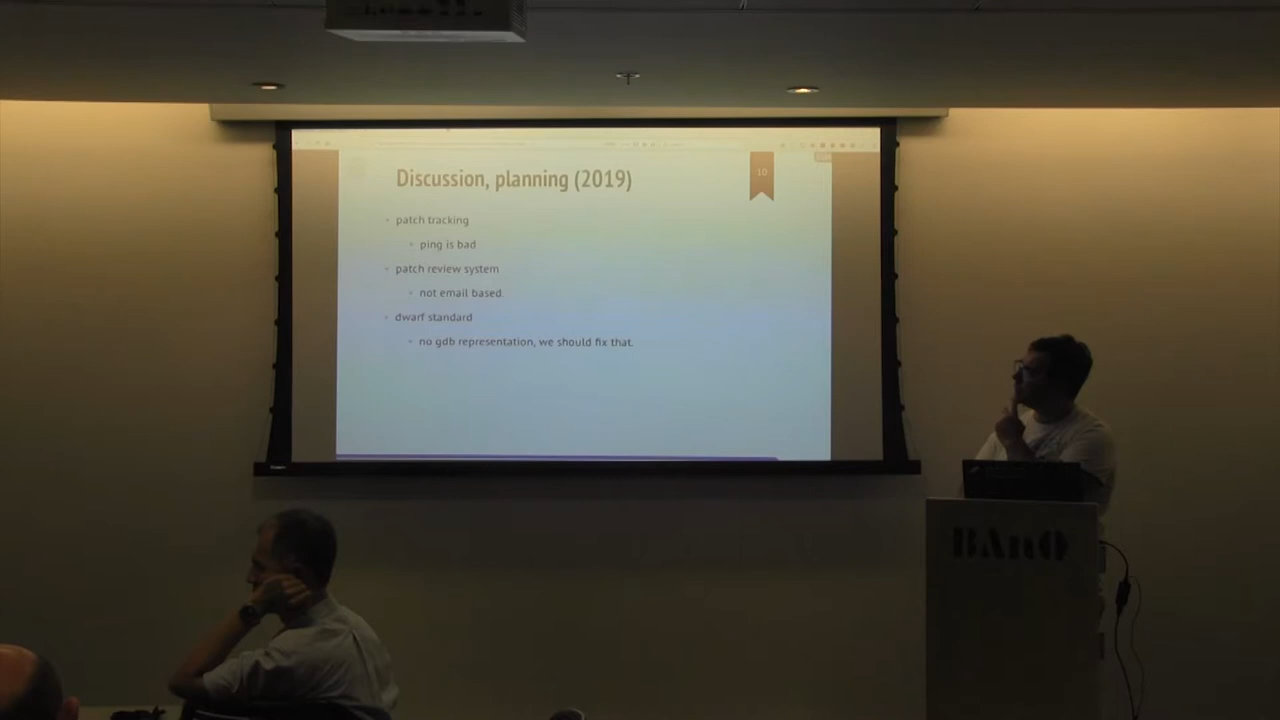 Discussion, planning (2019)
10
patch tracking
ping is bad
patch review system
not email based
dwarf standard
no gdb representation, we should fix that.
BAnO